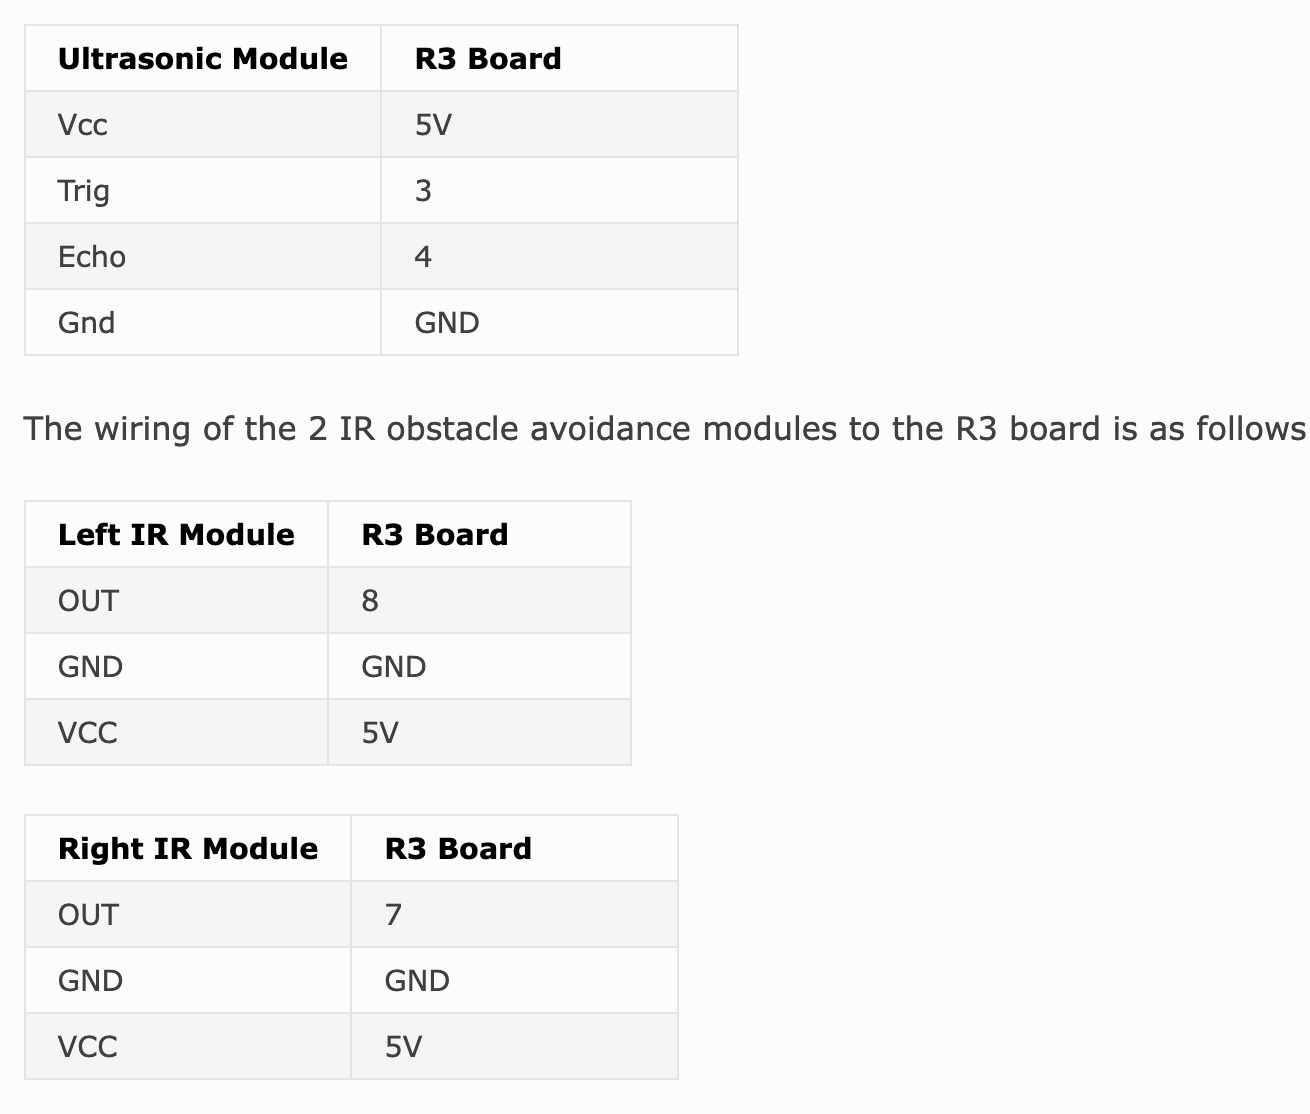 Ultrasonic Module R3 Board
Vcc 5V
Trig 3
Echo 4
Gnd GND
The wiring of the 2 IR obstacle avoidance modules to the R3 board is as follows
Left IR Module R3 Board
OUT 8
GND GND
VCC 5V
Right IR Module R3 Board
OUT 7
GND GND
VCC 5V